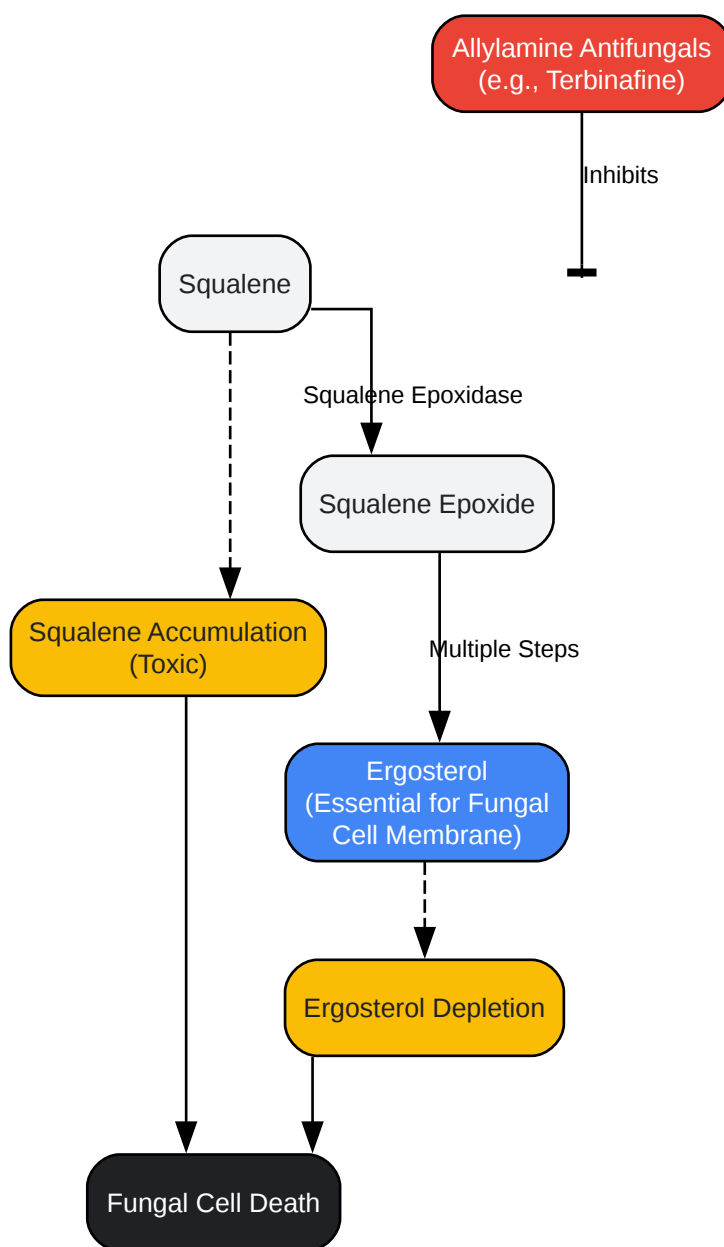 Allylamine Antifungals
(e.g., Terbinafine)
Inhibits
Squalene
Squalene Epoxidase
Squalene Epoxide
Squalene Accumulation
(Toxic)
Multiple Steps
Ergosterol
(Essential for Fungal
Cell Membrane)
Ergosterol Depletion
Fungal Cell Death